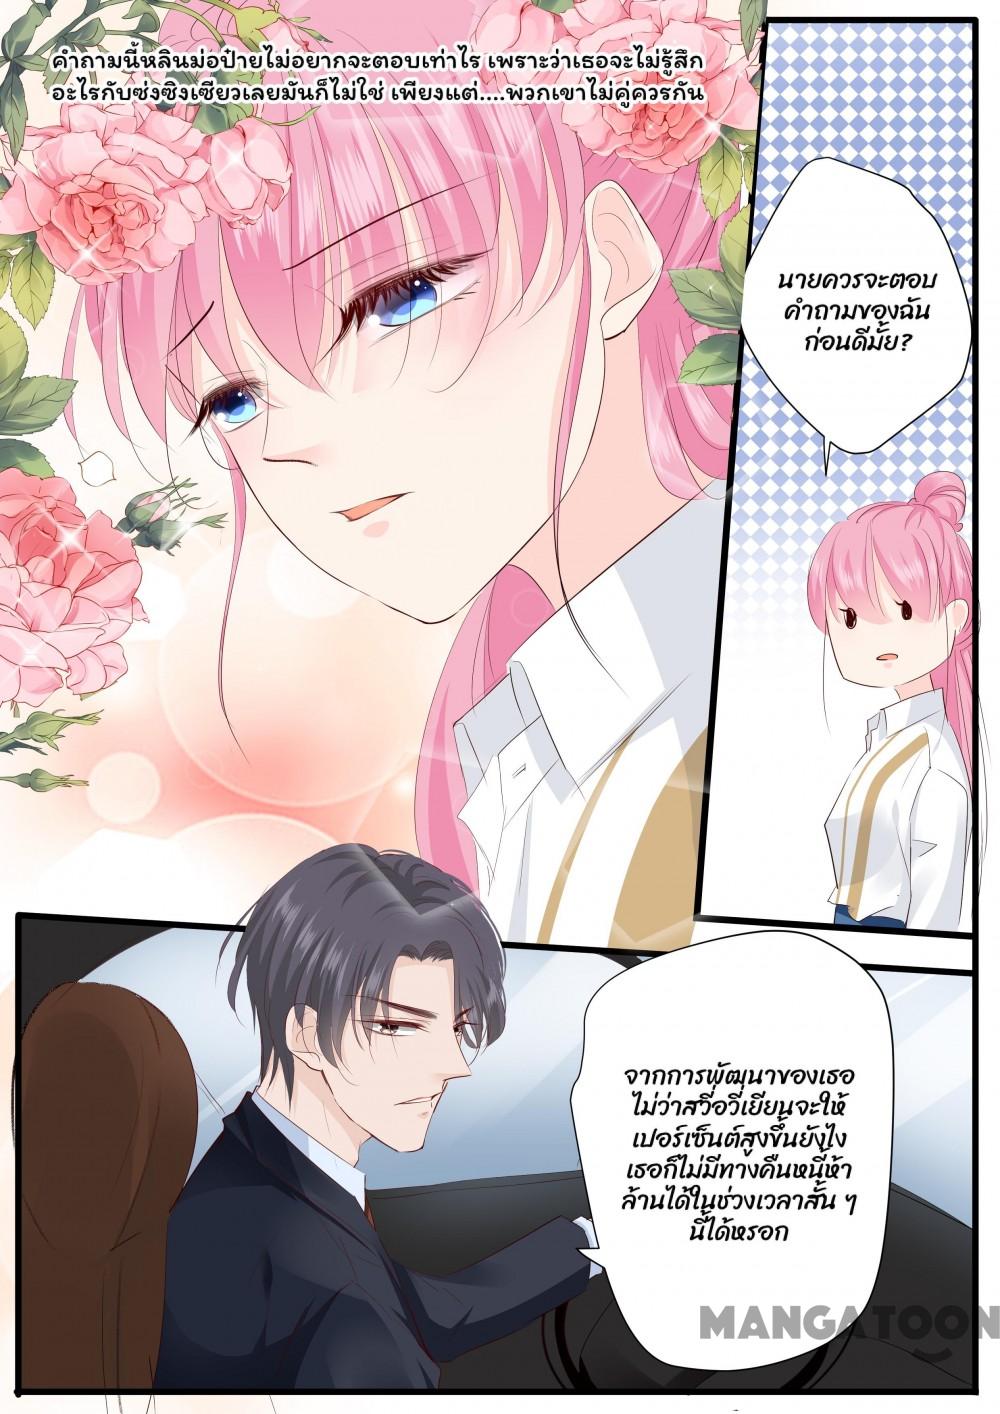 คำถามนี้หลินม่อป๋ายไม่อยากจะตอบเท่าไร เพราะว่าเธอจะไม่รู้สึก
อะไรกับซ่งซิงเซียวเลยมันก็ไม่ใช่ เพียงแต่....พวกเขาไม่คู่ควรกัน
นายควรจะตอบ
คำถามของฉัน
ก่อนดีมั้ย?
จากการพัฒนาของเธอ
ไม่ว่าสวีอวี่เยียนจะให้
เปอร์เซ็นต์สูงขึ้นยังไง
เธอก็ไม่มีทางคืนหนี้ห้า
ล้านได้ในช่วงเวลาสั้น ๆ
นี้ได้หรอก
MANGATOON